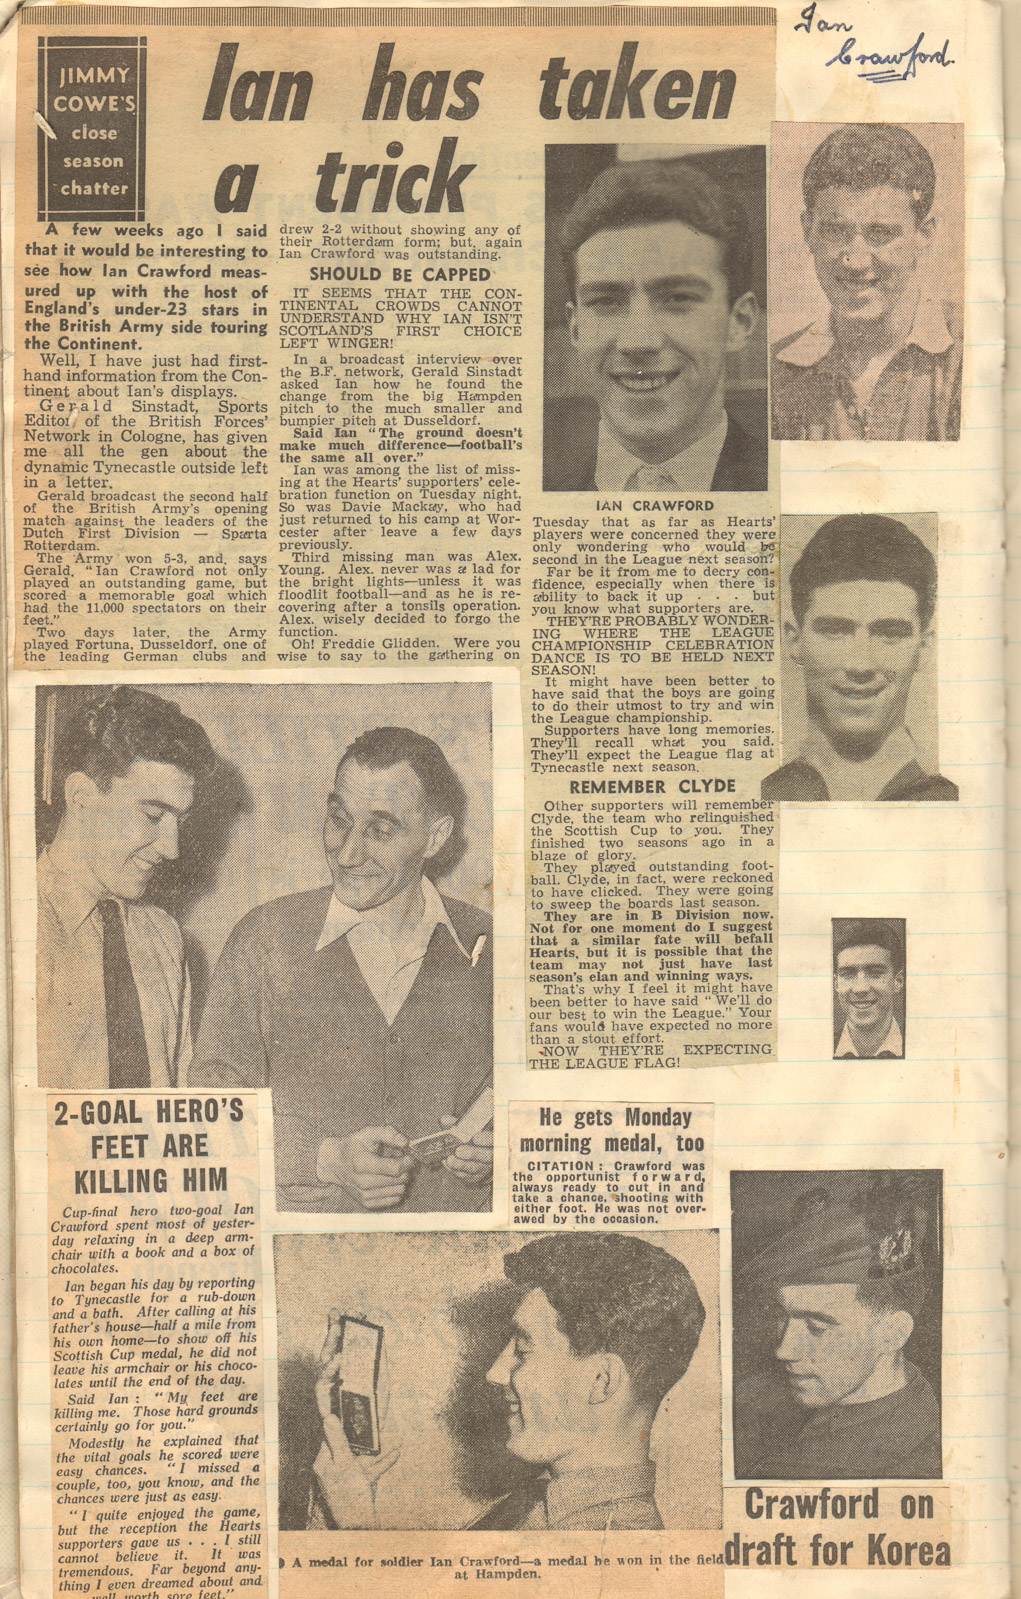 Ian
Crawford.
JIMMY
COWE'S
close
season
chatter
Ian has taken
a trick
A few weeks ago I said
that it would be interesting to
see how Ian Crawford meas-
ured up with the host of
England's under-23 stars in
the British Army side touring
the Continent.
Well, I have just had first-
hand information from the Con-
tinent about Ian's displays.
Gerald Sinstadt, Sports
Editor of the British Forces'
Network in Cologne, has given
me all the gen about the
dynamic Tynecastle outside left
in a letter.
Gerald broadcast the second half
of the British Army's opening
match against the leaders of the
Dutch First Division — Sparta
Rotterdam.
The Army won 5-3, and, says
Gerald, "Ian Crawford not only
played an outstanding game, but
scored a memorable goal which
had the 11,000 spectators on their
feet."
Two days later, the Army
played Fortuna, Dusseldorf, one of
the leading German clubs and
drew 2-2 without showing any of
their Rotterdam form; but, again
Ian Crawford was outstanding.
SHOULD BE CAPPED
IT SEEMS THAT THE CON-
TINENTAL CROWDS CANNOT
UNDERSTAND WHY IAN ISN'T
SCOTLAND'S FIRST CHOICE
LEFT WINGER!
In a broadcast interview over
the B.F. network, Gerald Sinstadt
asked Ian how he found the
change from the big Hampden
pitch to the much smaller and
bumpier pitch at Dusseldorf.
Said Ian "The ground doesn't
make much difference—football's
the same all over."
Ian was among the list of miss-
ing at the Hearts' supporters' cele-
bration function on Tuesday night.
So was Davie Mackay, who had
just returned to his camp at Wor-
cester after leave a few days
previously.
Third missing man was Alex.
Young. Alex. never was a lad for
the bright lights—unless it was
floodlit football—and as he is re-
covering after a tonsils operation.
Alex. wisely decided to forgo the
function.
Oh! Freddie Glidden. Were you
wise to say to the gathering on
IAN CRAWFORD
Tuesday that as far as Hearts'
players were concerned they were
only wondering who would be
second in the League next season?
Far be it from me to decry con-
fidence, especially when there is
ability to back it up . . . but
you know what supporters are.
THEY'RE PROBABLY WONDER-
ING WHERE THE LEAGUE
CHAMPIONSHIP CELEBRATION
DANCE IS TO BE HELD NEXT
SEASON!
It might have been better to
have said that the boys are going
to do their utmost to try and win
the League championship.
Supporters have long memories.
They'll recall what you said.
They'll expect the League flag at
Tynecastle next season.
REMEMBER CLYDE
Other supporters will remember
Clyde, the team who relinquished
the Scottish Cup to you. They
finished two seasons ago in a
blaze of glory.
They played outstanding foot-
ball. Clyde, in fact, were reckoned
to have clicked. They were going
to sweep the boards last season.
They are in B Division now.
Not for one moment do I suggest
that a similar fate will befall
Hearts, but it is possible that the
team may not just have last
season's elan and winning ways.
That's why I feel it might have
been better to have said "We'll do
our best to win the League." Your
fans would have expected no more
than a stout effort.
NOW THEY'RE EXPECTING
THE LEAGUE FLAG!
2-GOAL HERO'S
FEET ARE
KILLING HIM
Cup-final hero two-goal Ian
Crawford spent most of yester-
day relaxing in a deep arm-
chair with a book and a box of
chocolates.
Ian began his day by reporting
to Tynecastle for a rub-down
and a bath. After calling at his
father's house—half a mile from
his own home—to show off his
Scottish Cup medal, he did not
leave his armchair or his choco-
lates until the end of the day.
Said Ian: "My feet are
killing me. Those hard grounds
certainly go for you."
Modestly he explained that
the vital goals he scored were
easy chances. "I missed a
couple, too, you know, and the
chances were just as easy.
"I quite enjoyed the game,
but the reception the Hearts
supporters gave us . . . I still
cannot believe it. It was
tremendous. Far beyond any-
thing I even dreamed about and
well worth sore feet."
He gets Monday
morning medal, too
CITATION: Crawford was
the opportunist forward,
always ready to cut in and
take a chance, shooting with
either foot. He was not over-
awed by the occasion.
A medal for soldier Ian Crawford—a medal he won in the field
at Hampden.
Crawford on
draft for Korea